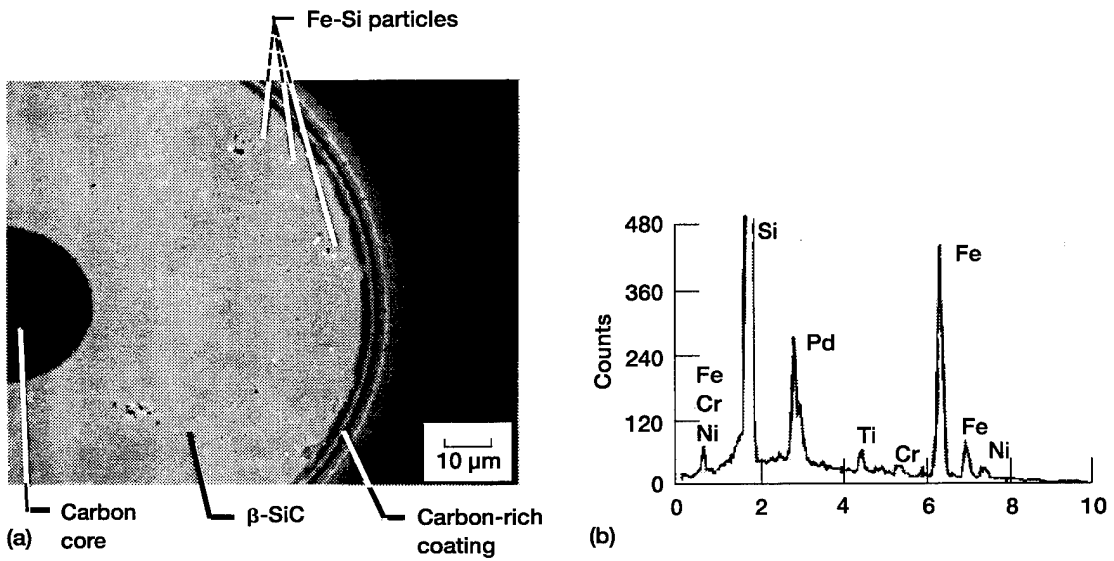 Fe-Si particles
10 µm
Carbon
core
β-SiC
Carbon-rich
coating
(a)
480
360
240
120
0
Counts
Si
Fe
Pd
Fe
Cr
Ni
Ti
Cr
Fe
Ni
0 2 4 6 8 10
(b)